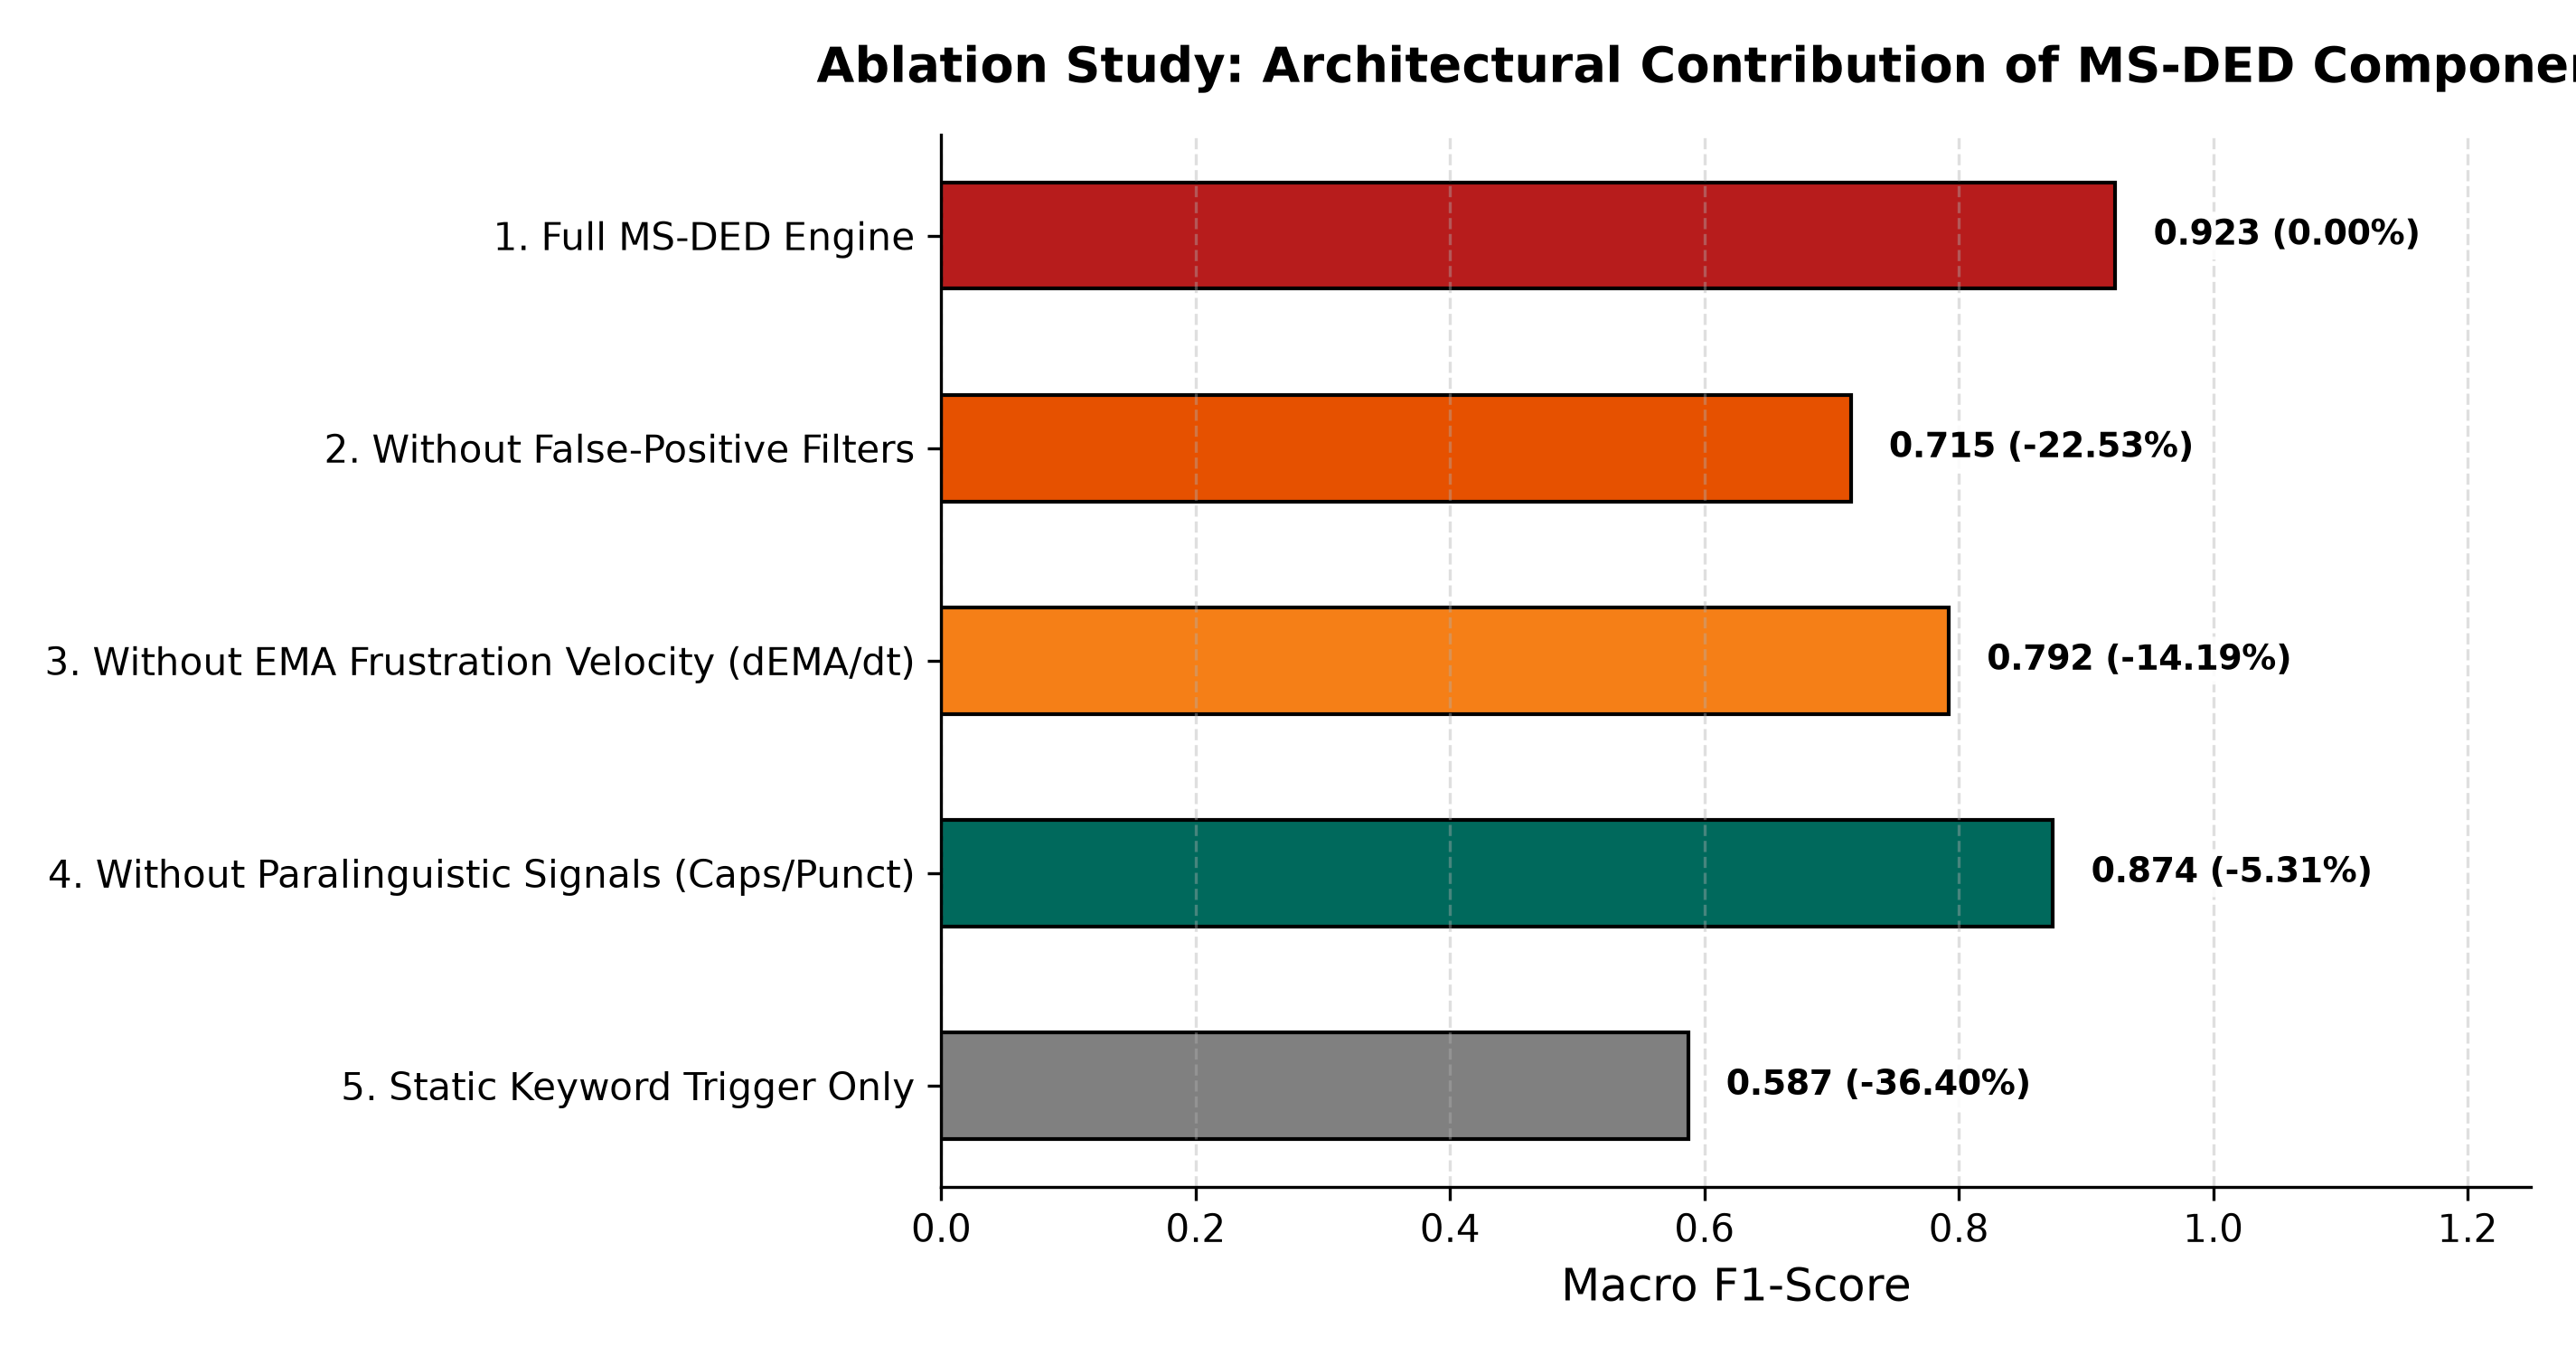 Ablation Study: Architectural Contribution of MS-DED
1. Full MS-DED Engine
0.923 (0.00%)
2. Without False-Positive Filters
0.715 (-22.53%)
3. Without EMA Frustration Velocity (dEMA/dt)
0.792 (-14.19%)
4. Without Paralinguistic Signals (Caps/Punct)
0.874 (-5.31%)
5. Static Keyword Trigger Only
0.587 (-36.40%)
0.0 0.2 0.4 0.6 0.8 1.0 1.2
Macro F1-Score